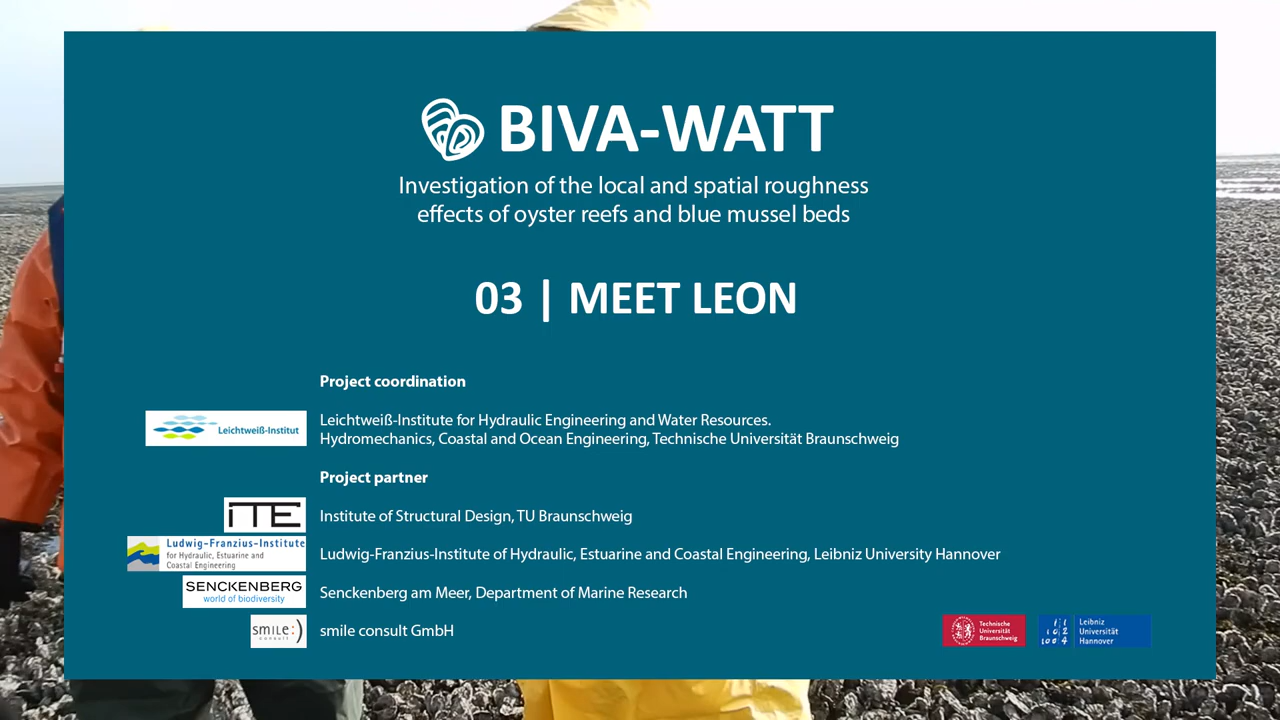 BIVA-WATT
Investigation of the local and spatial roughness
effects of oyster reefs and blue mussel beds
03 | MEET LEON
Project coordination
Leichtweiß-Institut
Leichtweiß-Institute for Hydraulic Engineering and Water Resources.
Hydromechanics, Coastal and Ocean Engineering, Technische Universität Braunschweig
Project partner
iTE
Institute of Structural Design, TU Braunschweig
Ludwig-Franzius-Institute
for Hydraulic, Estuarine and
Coastal Engineering
Ludwig-Franzius-Institute of Hydraulic, Estuarine and Coastal Engineering, Leibniz University Hannover
SENCKENBERG
world of biodiversity
Senckenberg am Meer, Department of Marine Research
smile:)
consult
smile consult GmbH
Technische
Universität
Braunschweig
11
102
1004
Leibniz
Universität
Hannover